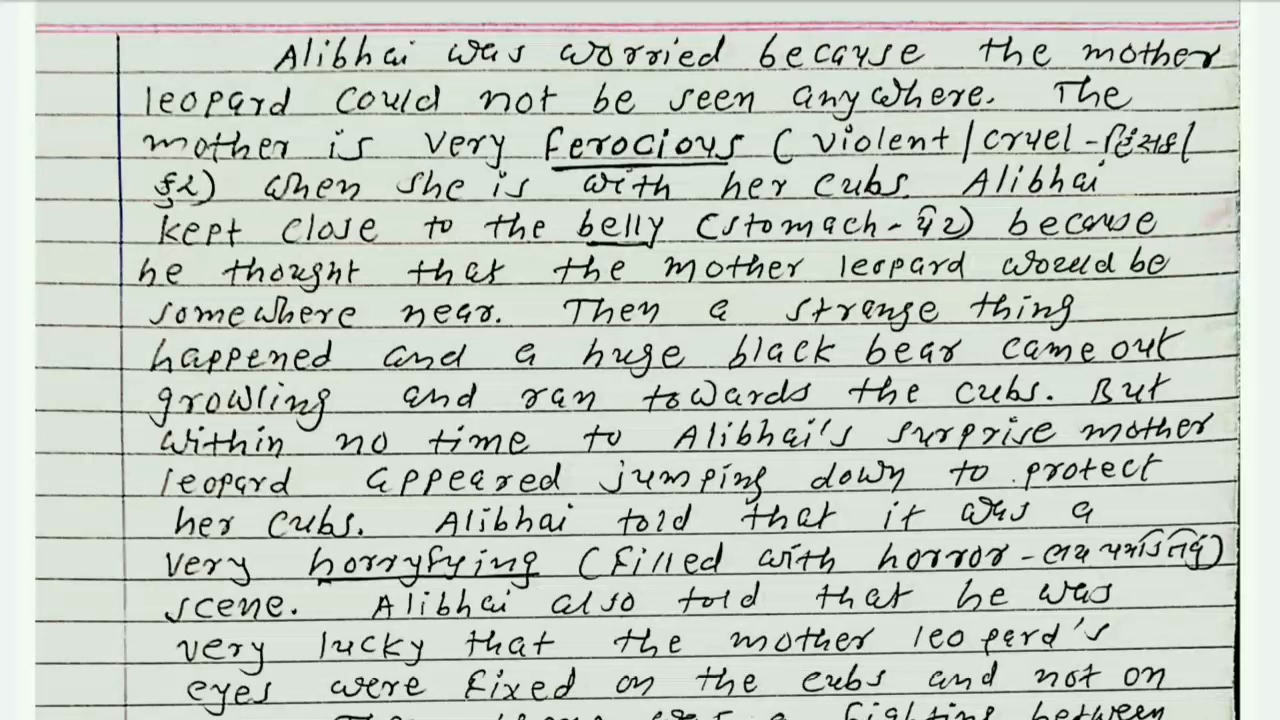 Alibhai was worried because the mother
leopard could not be seen anywhere. The
mother is very ferocious ( violent / cruel - હિંસક /
ક્રૂર) when she is with her cubs. Alibhai
kept close to the belly (stomach - પેટ) because
he thought that the mother leopard would be
somewhere near. Then a strange thing
happened and a huge black bear came out
growling and ran towards the cubs. But
within no time to Alibhai's surprise mother
leopard appeared jumping down to protect
her cubs. Alibhai told that it was a
very horryfying (filled with horror -
scene. Alibhai also told that he was
very lucky that the mother leopard's
eyes were fixed on the cubs and not on
fighting between